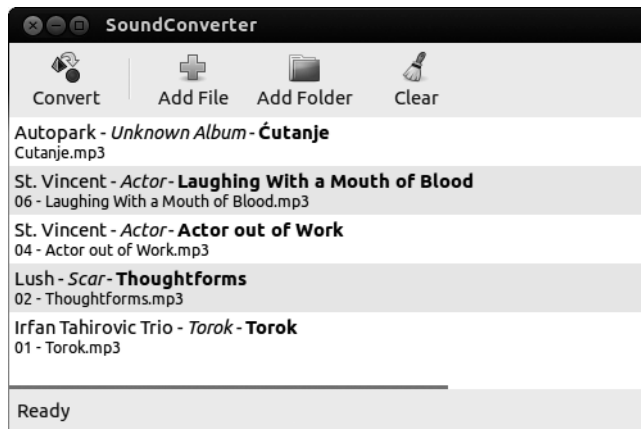 SoundConverter
Convert Add File Add Folder Clear
Autopark - Unknown Album - Ćutanje
Cutanje.mp3
St. Vincent - Actor - Laughing With a Mouth of Blood
06 - Laughing With a Mouth of Blood.mp3
St. Vincent - Actor - Actor out of Work
04 - Actor out of Work.mp3
Lush - Scar - Thoughtforms
02 - Thoughtforms.mp3
Irfan Tahirovic Trio - Torok - Torok
01 - Torok.mp3
Ready